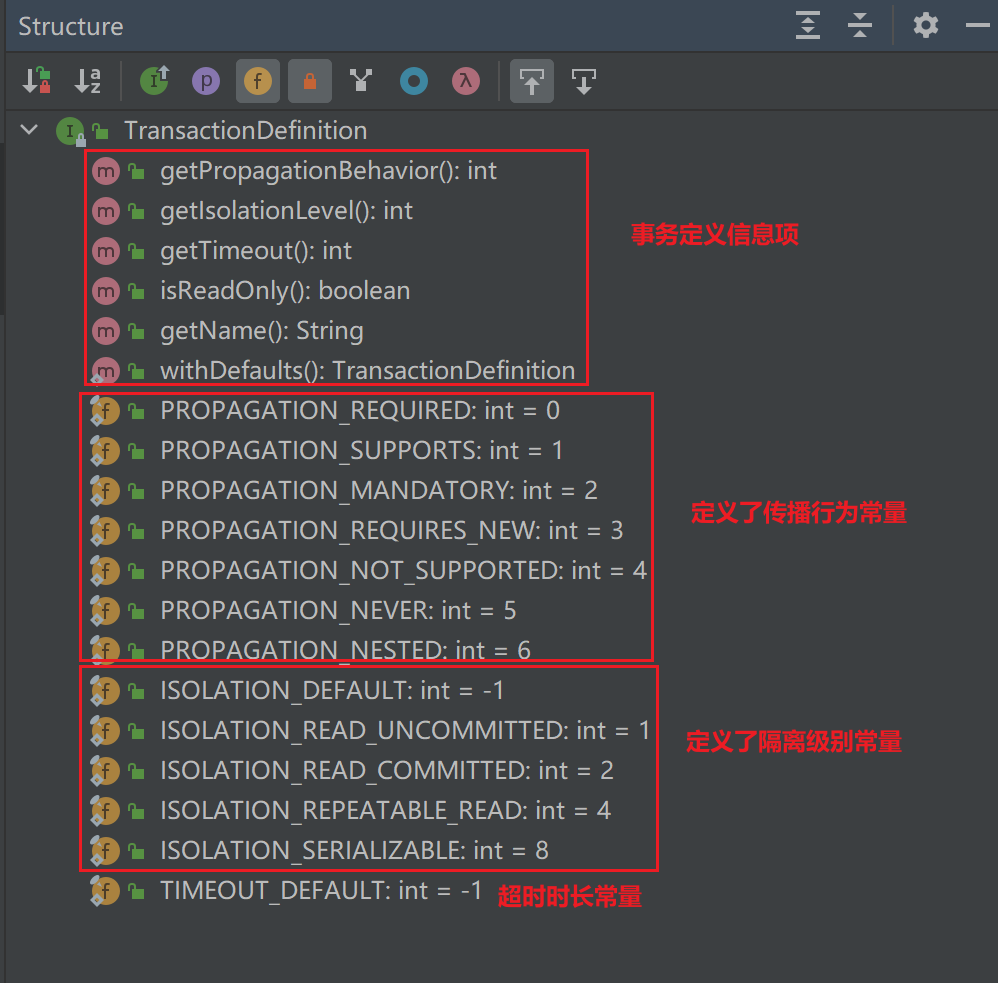 Structure
TransactionDefinition
getPropagationBehavior(): int
getIsolationLevel(): int
事务定义信息项
getTimeout(): int
isReadOnly(): boolean
getName(): String
withDefaults(): TransactionDefinition
PROPAGATION_REQUIRED: int = 0
PROPAGATION_SUPPORTS: int = 1
PROPAGATION_MANDATORY: int = 2
定义了传播行为常量
PROPAGATION_REQUIRES_NEW: int = 3
PROPAGATION_NOT_SUPPORTED: int = 4
PROPAGATION_NEVER: int = 5
PROPAGATION_NESTED: int = 6
ISOLATION_DEFAULT: int = -1
ISOLATION_READ_UNCOMMITTED: int = 1
定义了隔离级别常量
ISOLATION_READ_COMMITTED: int = 2
ISOLATION_REPEATABLE_READ: int = 4
ISOLATION_SERIALIZABLE: int = 8
TIMEOUT_DEFAULT: int = -1 超时时长常量